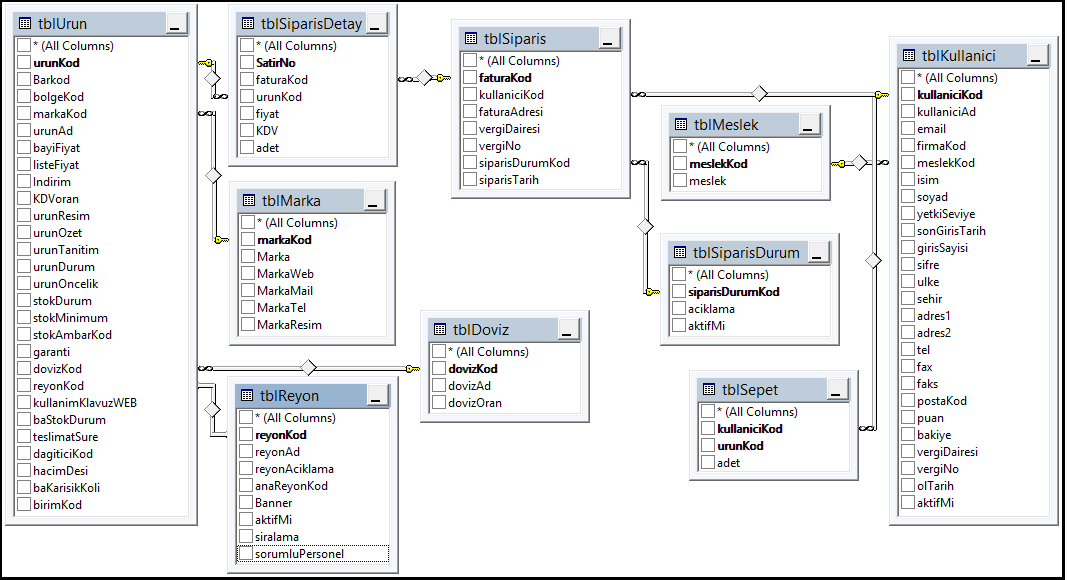 tblUrun
* (All Columns)
urunKod
Barkod
bolgeKod
markaKod
urunAd
bayiFiyat
listeFiyat
Indirim
KDVoran
urunResim
urunOzet
urunTanitim
urunDurum
urunOncelik
stokDurum
stokMinimum
stokAmbarKod
garanti
dovizKod
reyonKod
kullanimKlavuzWEB
baStokDurum
teslimatSure
dagiticiKod
hacimDesi
baKarisikKoli
birimKod
tblSiparisDetay
* (All Columns)
SatirNo
faturaKod
urunKod
fiyat
KDV
adet
tblMarka
* (All Columns)
markaKod
Marka
MarkaWeb
MarkaMail
MarkaTel
MarkaResim
tblReyon
* (All Columns)
reyonKod
reyonAd
reyonAciklama
anaReyonKod
Banner
aktifMi
siralama
sorumluPersonel
tblSiparis
* (All Columns)
faturaKod
kullaniciKod
faturaAdresi
vergiDairesi
vergiNo
siparisDurumKod
siparisTarih
tblDoviz
* (All Columns)
dovizKod
dovizAd
dovizOran
tblMeslek
* (All Columns)
meslekKod
meslek
tblSiparisDurum
* (All Columns)
siparisDurumKod
aciklama
aktifMi
tblSepet
* (All Columns)
kullaniciKod
urunKod
adet
tblKullanici
* (All Columns)
kullaniciKod
kullaniciAd
email
firmaKod
meslekKod
isim
soyad
yetkiSeviye
sonGirisTarih
girisSayisi
sifre
ulke
sehir
adres1
adres2
tel
fax
faks
postaKod
puan
bakiye
vergiDairesi
vergiNo
olTarih
aktifMi